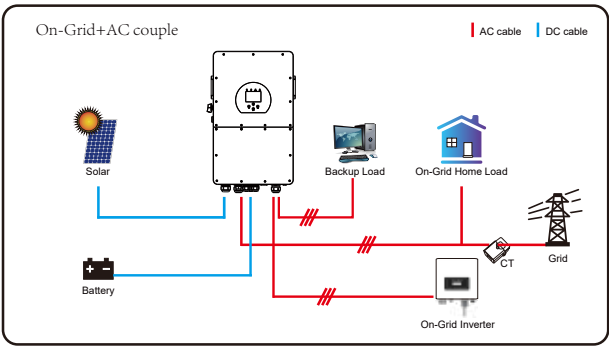 On-Grid+AC couple
AC cable
DC cable
Solar
Backup Load
On-Grid Home Load
CT
Grid
Battery
On-Grid Inverter